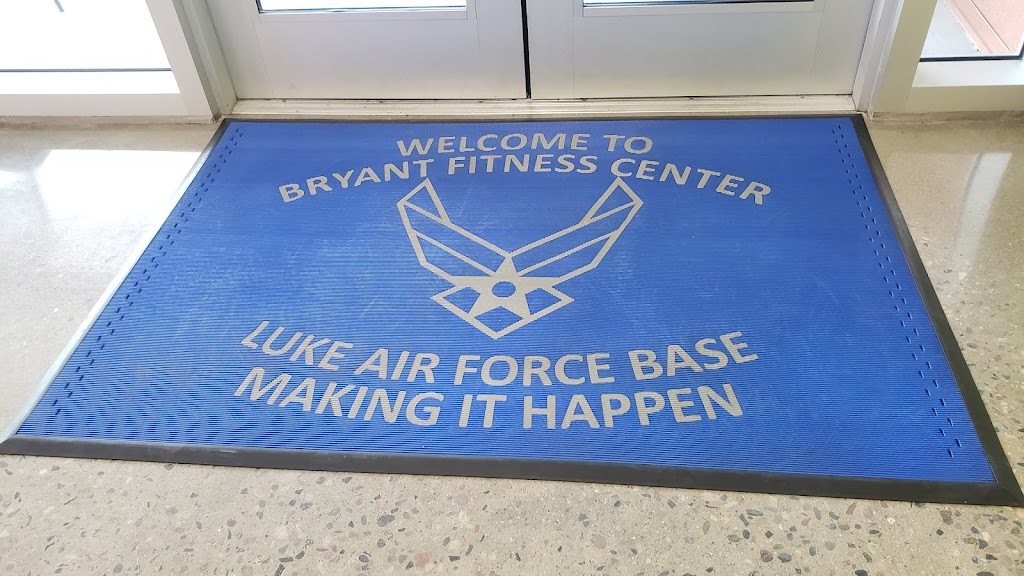 WELCOME TO
BRYANT FITNESS CENTER
LUKE AIR FORCE BASE
MAKING IT HAPPEN